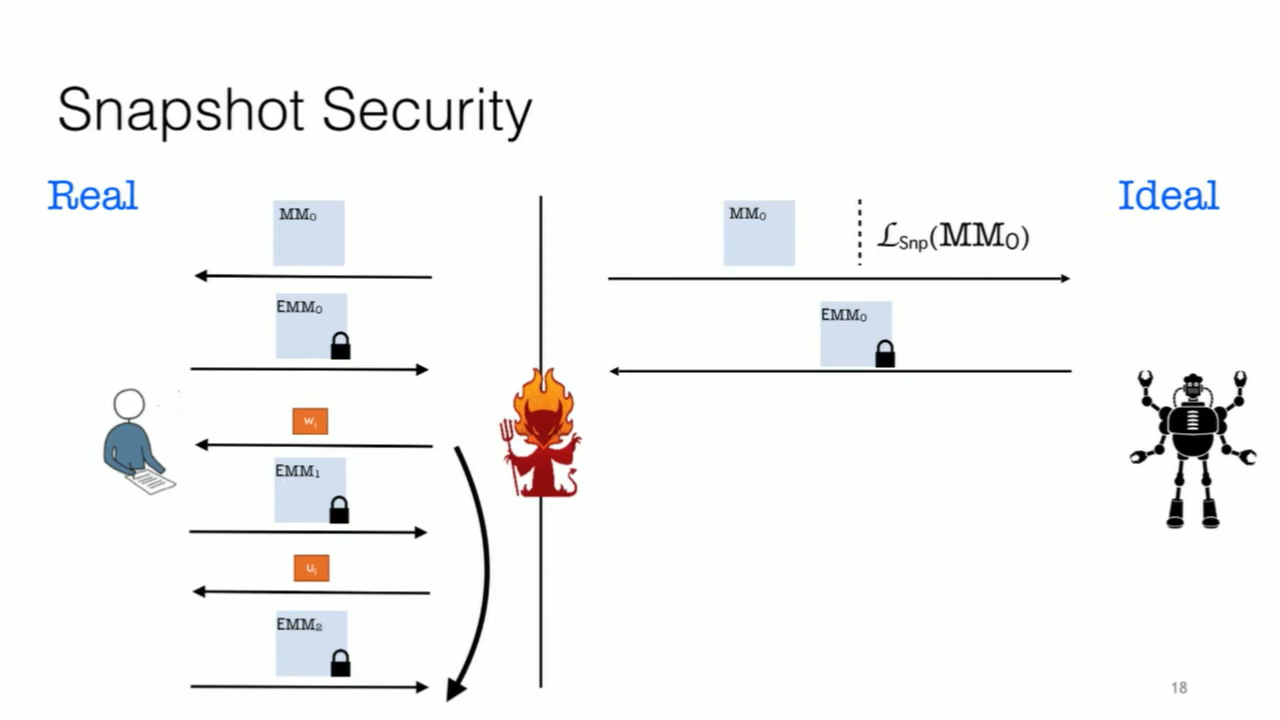 Snapshot Security
Real
Ideal
MM₀
MM₀
ℒSnp(MM₀)
EMM₀
EMM₀
wᵢ
EMM₁
uᵢ
EMM₂
18